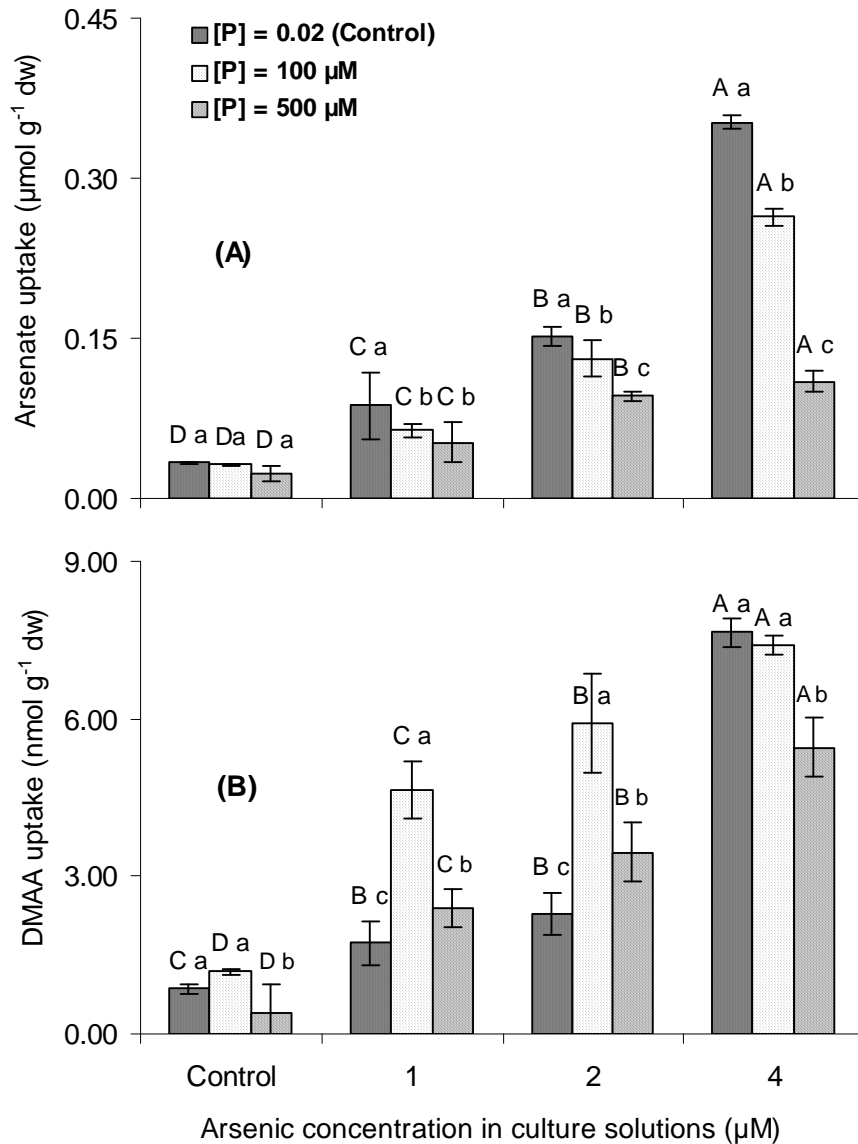 0.45
[P] = 0.02 (Control)
[P] = 100 µM
[P] = 500 µM
A a
A b
A c
0.30
(A)
B a
B b
B c
0.15
C a
C b
C b
D a
Da
D a
0.00
Arsenate uptake (µmol g⁻¹ dw)
9.00
A a
A a
A b
6.00
B a
C a
(B)
B b
3.00
C b
B c
B c
C a
D a
D b
0.00
DMAA uptake (nmol g⁻¹ dw)
Control 1 2 4
Arsenic concentration in culture solutions (µM)